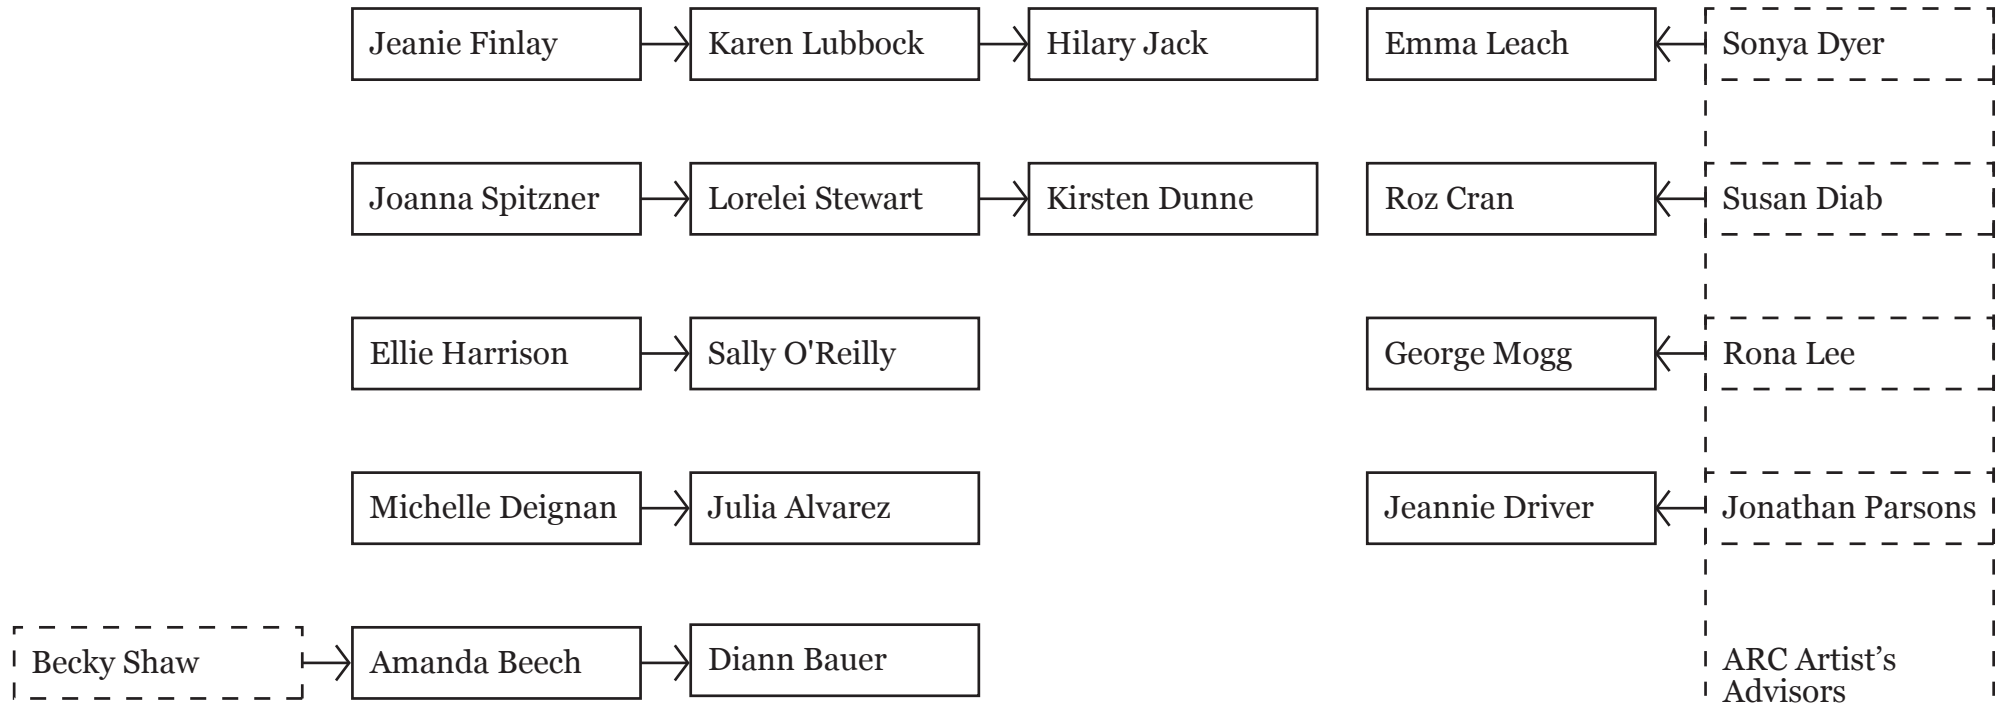 Jeanie Finlay
Karen Lubbock
Hilary Jack
Emma Leach
Sonya Dyer
Joanna Spitzner
Lorelei Stewart
Kirsten Dunne
Roz Cran
Susan Diab
Ellie Harrison
Sally O'Reilly
George Mogg
Rona Lee
Michelle Deignan
Julia Alvarez
Jeannie Driver
Jonathan Parsons
Becky Shaw
Amanda Beech
Diann Bauer
ARC Artist’s
Advisors